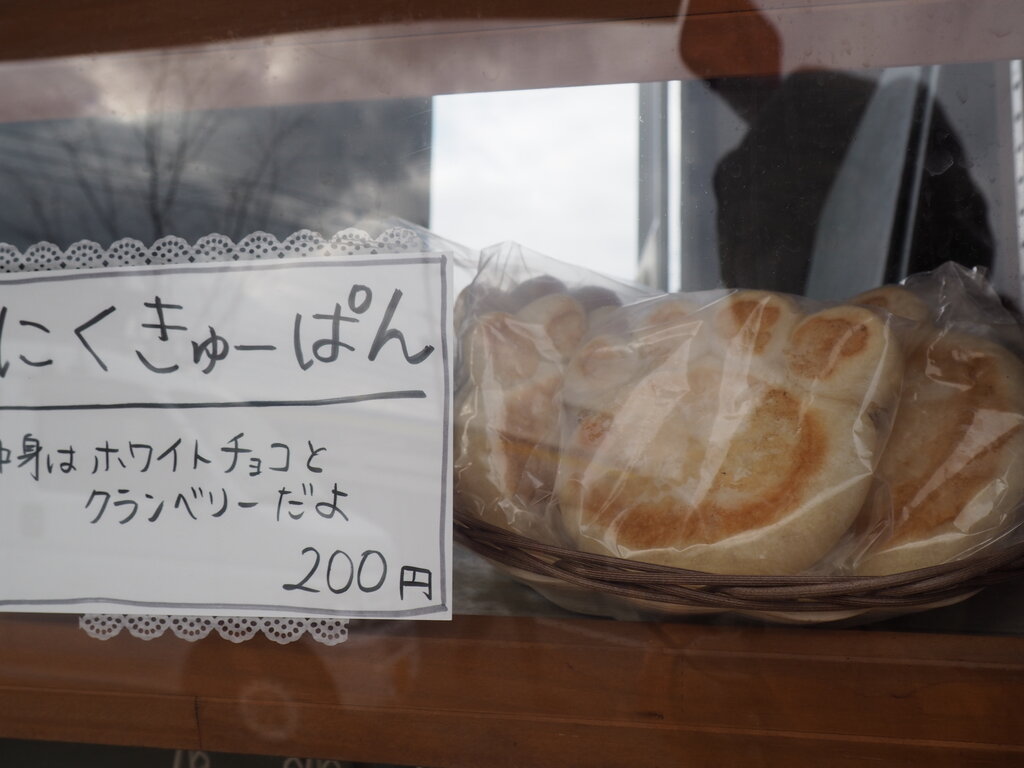 にくきゅーぱん
中身はホワイトチョコと
クランベリーだよ
200円